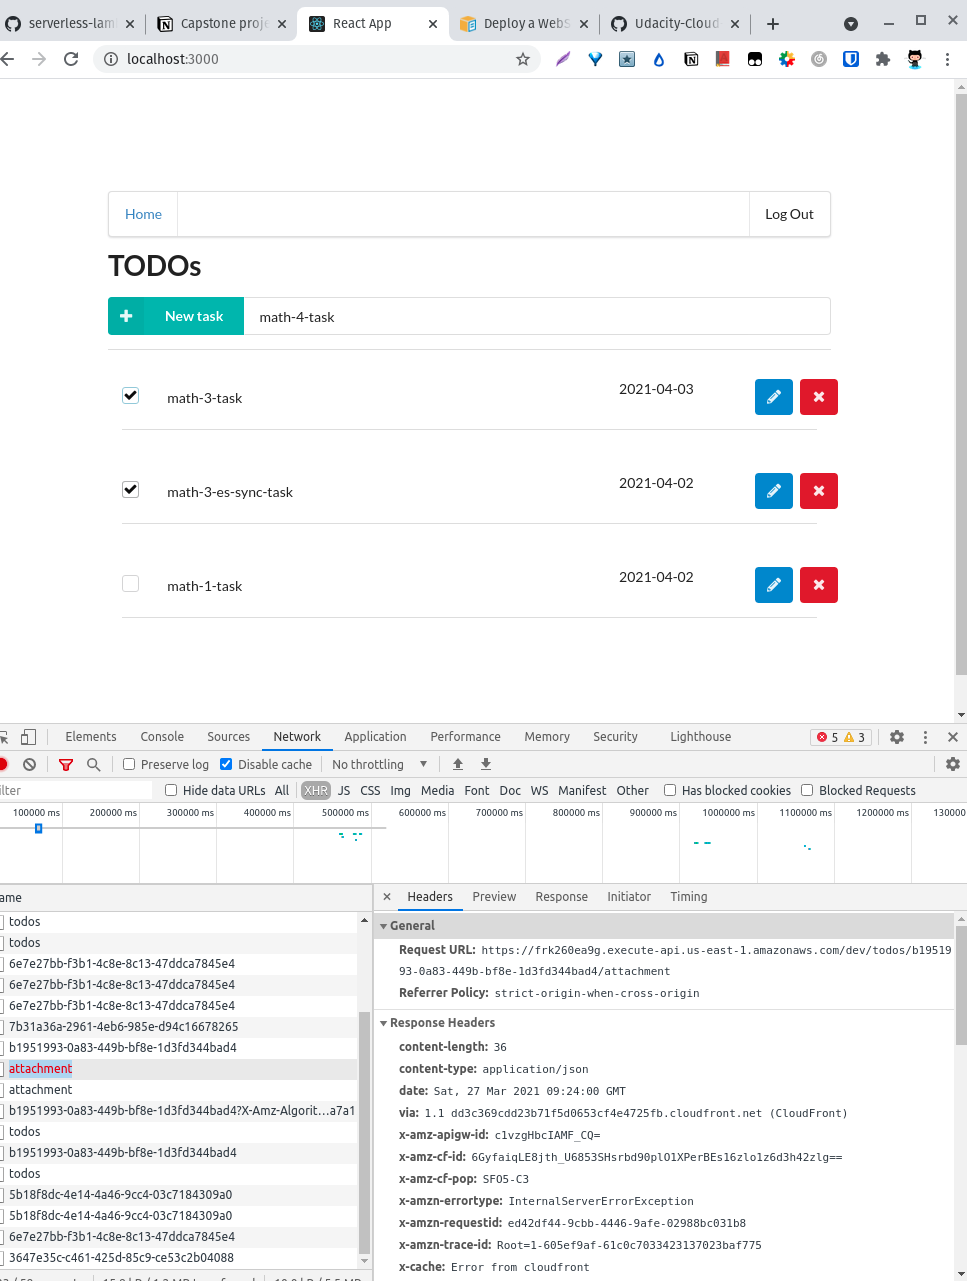 serverless-lam
Capstone proje
React App
Deploy a WebS
Udacity-Cloud
localhost:3000
Home
Log Out
TODOs
New task
math-4-task
math-3-task
2021-04-03
math-3-es-sync-task
2021-04-02
math-1-task
2021-04-02
Elements Console Sources Network Application Performance Memory Security Lighthouse 5 3
Preserve log Disable cache No throttling
ilter Hide data URLs All XHR JS CSS Img Media Font Doc WS Manifest Other Has blocked cookies Blocked Requests
100000 ms 200000 ms 300000 ms 400000 ms 500000 ms 600000 ms 700000 ms 800000 ms 900000 ms 1000000 ms 1100000 ms 1200000 ms 130000
ame
todos
todos
6e7e27bb-f3b1-4c8e-8c13-47ddca7845e4
6e7e27bb-f3b1-4c8e-8c13-47ddca7845e4
6e7e27bb-f3b1-4c8e-8c13-47ddca7845e4
7b31a36a-2961-4eb6-985e-d94c16678265
b1951993-0a83-449b-bf8e-1d3fd344bad4
attachment
attachment
b1951993-0a83-449b-bf8e-1d3fd344bad4?X-Amz-Algorit…a7a1
todos
b1951993-0a83-449b-bf8e-1d3fd344bad4
todos
5b18f8dc-4e14-4a46-9cc4-03c7184309a0
5b18f8dc-4e14-4a46-9cc4-03c7184309a0
6e7e27bb-f3b1-4c8e-8c13-47ddca7845e4
3647e35c-c461-425d-85c9-ce53c2b04088
Headers Preview Response Initiator Timing
General
Request URL: https://frk260ea9g.execute-api.us-east-1.amazonaws.com/dev/todos/b19519
93-0a83-449b-bf8e-1d3fd344bad4/attachment
Referrer Policy: strict-origin-when-cross-origin
Response Headers
content-length: 36
content-type: application/json
date: Sat, 27 Mar 2021 09:24:00 GMT
via: 1.1 dd3c369cdd23b71f5d0653cf4e4725fb.cloudfront.net (CloudFront)
x-amz-apigw-id: c1vzgHbcIAMF_CQ=
x-amz-cf-id: 6GyfaiqLE8jth_U6853SHsrbd90plO1XPerBEs16zlo1z6d3h42zlg==
x-amz-cf-pop: SFO5-C3
x-amzn-errortype: InternalServerErrorException
x-amzn-requestid: ed42df44-9cbb-4446-9afe-02988bc031b8
x-amzn-trace-id: Root=1-605ef9af-61c0c7033423137023baf775
x-cache: Error from cloudfront